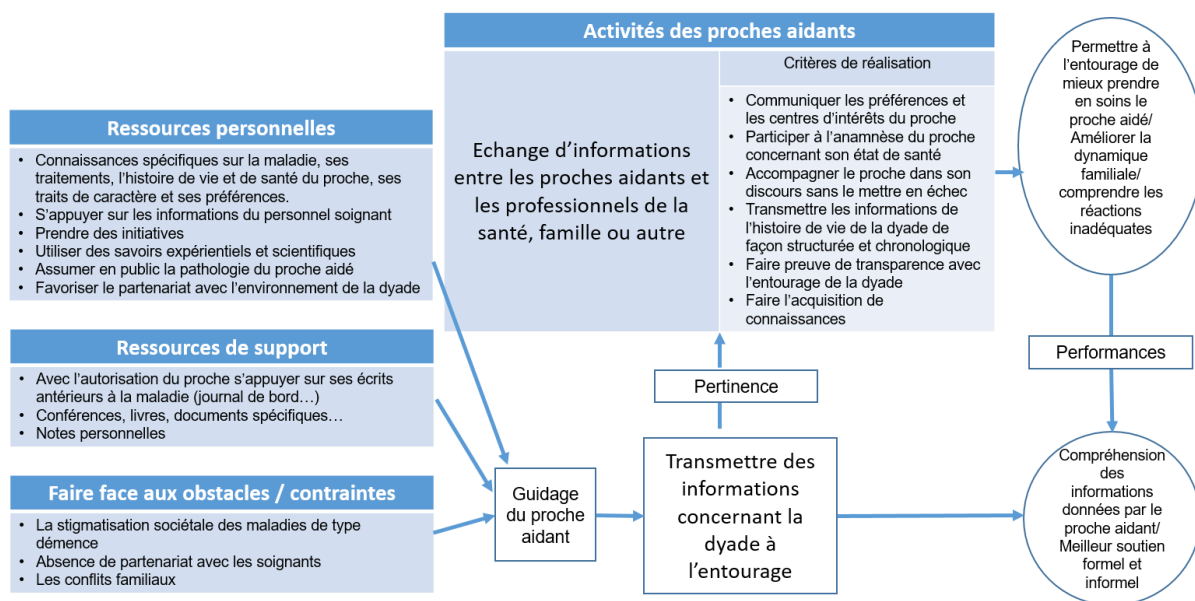 Activités des proches aidants
Echange d’informations
entre les proches aidants et
les professionnels de la
santé, famille ou autre
Critères de réalisation
• Communiquer les préférences et
les centres d’intérêts du proche
• Participer à l’anamnèse du proche
concernant son état de santé
• Accompagner le proche dans son
discours sans le mettre en échec
• Transmettre les informations de
l’histoire de vie de la dyade de
façon structurée et chronologique
• Faire preuve de transparence avec
l’entourage de la dyade
• Faire l’acquisition de
connaissances
Permettre à
l’entourage de
mieux prendre
en soins le
proche aidé/
Améliorer la
dynamique
familiale/
comprendre les
réactions
inadéquates
Ressources personnelles
• Connaissances spécifiques sur la maladie, ses
traitements, l’histoire de vie et de santé du proche, ses
traits de caractère et ses préférences.
• S’appuyer sur les informations du personnel soignant
• Prendre des initiatives
• Utiliser des savoirs expérientiels et scientifiques
• Assumer en public la pathologie du proche aidé
• Favoriser le partenariat avec l’environnement de la dyade
Ressources de support
• Avec l’autorisation du proche s’appuyer sur ses écrits
antérieurs à la maladie (journal de bord…)
• Conférences, livres, documents spécifiques…
• Notes personnelles
Faire face aux obstacles / contraintes
• La stigmatisation sociétale des maladies de type
démence
• Absence de partenariat avec les soignants
• Les conflits familiaux
Guidage
du proche
aidant
Pertinence
Transmettre des
informations
concernant la
dyade à
l’entourage
Performances
Compréhension
des
informations
données par le
proche aidant/
Meilleur soutien
formel et
informel